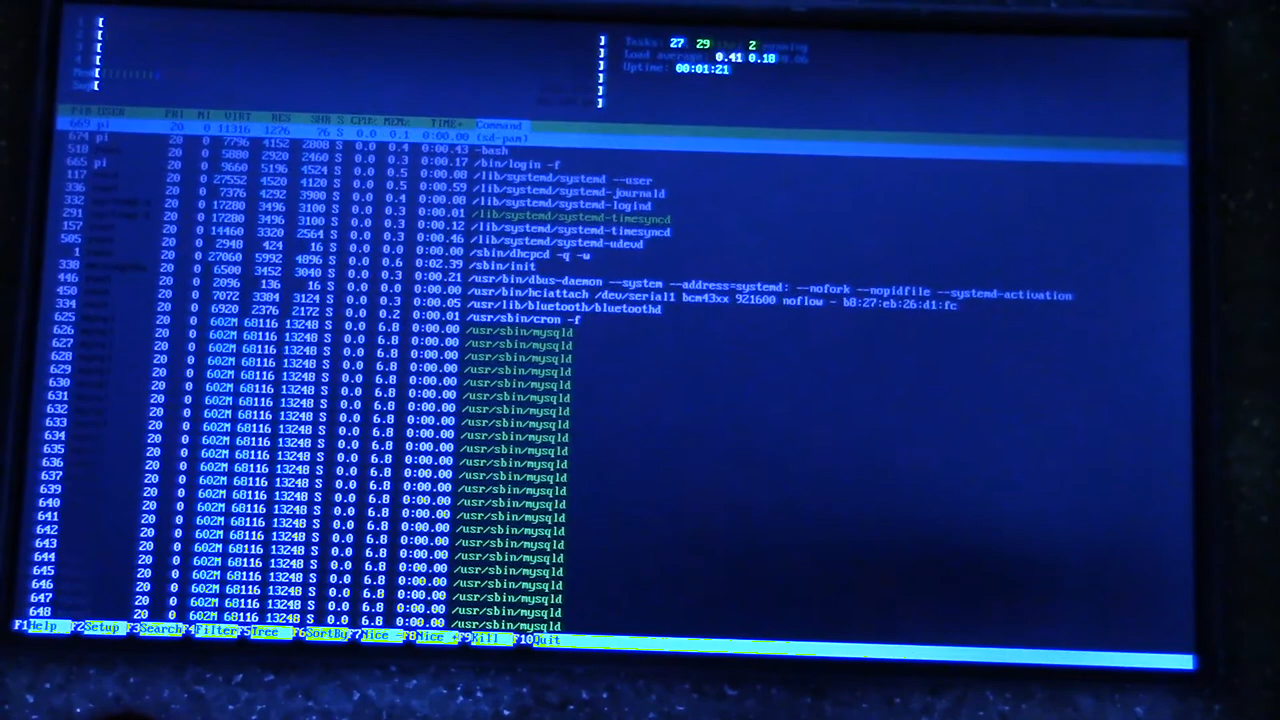 1 [ ]
2 [ ]
3 [ ]
4 [ ]
Mem[ ]
Swp[ ]
Tasks: 27 29 2 running
Load average: 0.41 0.18 0.06
Uptime: 00:01:21
PID USER PRI NI VIRT RES SHR S CPU% MEM% TIME+ Command
669 pi 20 0 11316 1276 76 S 0.0 0.1 0:00.00 (sd-pam)
674 pi 20 0 7796 4152 2808 S 0.0 0.4 0:00.43 -bash
518 20 0 5880 2920 2460 S 0.0 0.3 0:00.17 /bin/login -f
665 pi 20 0 9660 5196 4524 S 0.0 0.5 0:00.08 /lib/systemd/systemd --user
117 20 0 27552 4520 4120 S 0.0 0.5 0:00.59 /lib/systemd/systemd-journald
336 20 0 7376 4292 3900 S 0.0 0.4 0:00.08 /lib/systemd/systemd-logind
332 20 0 17280 3496 3100 S 0.0 0.3 0:00.01 /lib/systemd/systemd-timesyncd
291 20 0 17280 3496 3100 S 0.0 0.3 0:00.12 /lib/systemd/systemd-timesyncd
157 20 0 14460 3320 2564 S 0.0 0.3 0:00.46 /lib/systemd/systemd-udevd
505 20 0 2948 424 16 S 0.0 0.0 0:00.00 /sbin/dhcpcd -q -w
1 20 0 27060 5992 4896 S 0.0 0.6 0:02.39 /sbin/init
338 20 0 6500 3452 3040 S 0.0 0.3 0:00.21 /usr/bin/dbus-daemon --system --address=systemd: --nofork --nopidfile --systemd-activation
446 20 0 2096 136 16 S 0.0 0.0 0:00.00 /usr/bin/hciattach /dev/serial1 bcm43xx 921600 noflow - b8:27:eb:26:d1:fc
450 20 0 7072 3384 3124 S 0.0 0.3 0:00.05 /usr/lib/bluetooth/bluetoothd
334 20 0 6920 2376 2172 S 0.0 0.2 0:00.01 /usr/sbin/cron -f
625 20 0 602M 68116 13248 S 0.0 6.8 0:00.00 /usr/sbin/mysqld
626 20 0 602M 68116 13248 S 0.0 6.8 0:00.00 /usr/sbin/mysqld
627 20 0 602M 68116 13248 S 0.0 6.8 0:00.00 /usr/sbin/mysqld
628 20 0 602M 68116 13248 S 0.0 6.8 0:00.00 /usr/sbin/mysqld
629 20 0 602M 68116 13248 S 0.0 6.8 0:00.00 /usr/sbin/mysqld
630 20 0 602M 68116 13248 S 0.0 6.8 0:00.00 /usr/sbin/mysqld
631 20 0 602M 68116 13248 S 0.0 6.8 0:00.00 /usr/sbin/mysqld
632 20 0 602M 68116 13248 S 0.0 6.8 0:00.00 /usr/sbin/mysqld
633 20 0 602M 68116 13248 S 0.0 6.8 0:00.00 /usr/sbin/mysqld
634 20 0 602M 68116 13248 S 0.0 6.8 0:00.00 /usr/sbin/mysqld
635 20 0 602M 68116 13248 S 0.0 6.8 0:00.00 /usr/sbin/mysqld
636 20 0 602M 68116 13248 S 0.0 6.8 0:00.00 /usr/sbin/mysqld
637 20 0 602M 68116 13248 S 0.0 6.8 0:00.00 /usr/sbin/mysqld
639 20 0 602M 68116 13248 S 0.0 6.8 0:00.00 /usr/sbin/mysqld
640 20 0 602M 68116 13248 S 0.0 6.8 0:00.00 /usr/sbin/mysqld
641 20 0 602M 68116 13248 S 0.0 6.8 0:00.00 /usr/sbin/mysqld
642 20 0 602M 68116 13248 S 0.0 6.8 0:00.00 /usr/sbin/mysqld
643 20 0 602M 68116 13248 S 0.0 6.8 0:00.00 /usr/sbin/mysqld
644 20 0 602M 68116 13248 S 0.0 6.8 0:00.00 /usr/sbin/mysqld
645 20 0 602M 68116 13248 S 0.0 6.8 0:00.00 /usr/sbin/mysqld
646 20 0 602M 68116 13248 S 0.0 6.8 0:00.00 /usr/sbin/mysqld
647 20 0 602M 68116 13248 S 0.0 6.8 0:00.00 /usr/sbin/mysqld
648 20 0 602M 68116 13248 S 0.0 6.8 0:00.00 /usr/sbin/mysqld
F1Help F2Setup F3SearchF4FilterF5Tree F6SortByF7Nice -F8Nice +F9Kill F10Quit